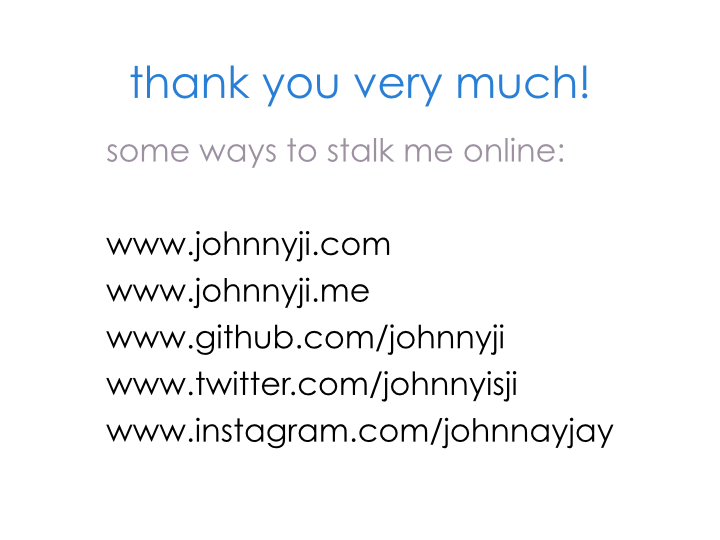 thank you very much!
some ways to stalk me online:
www.johnnyji.com
www.johnnyji.me
www.github.com/johnnyji
www.twitter.com/johnnyisji
www.instagram.com/johnnayjay